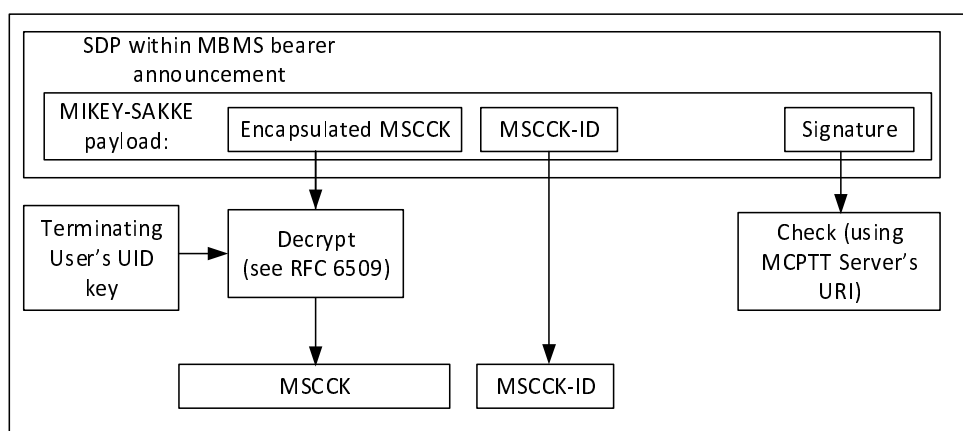 SDP within MBMS bearer
announcement
MIKEY-SAKKE
payload:
Encapsulated MSCCK
MSCCK-ID
Signature
Terminating
User's UID
key
Decrypt
(see RFC 6509)
Check (using
MCPTT Server's
URI)
MSCCK
MSCCK-ID